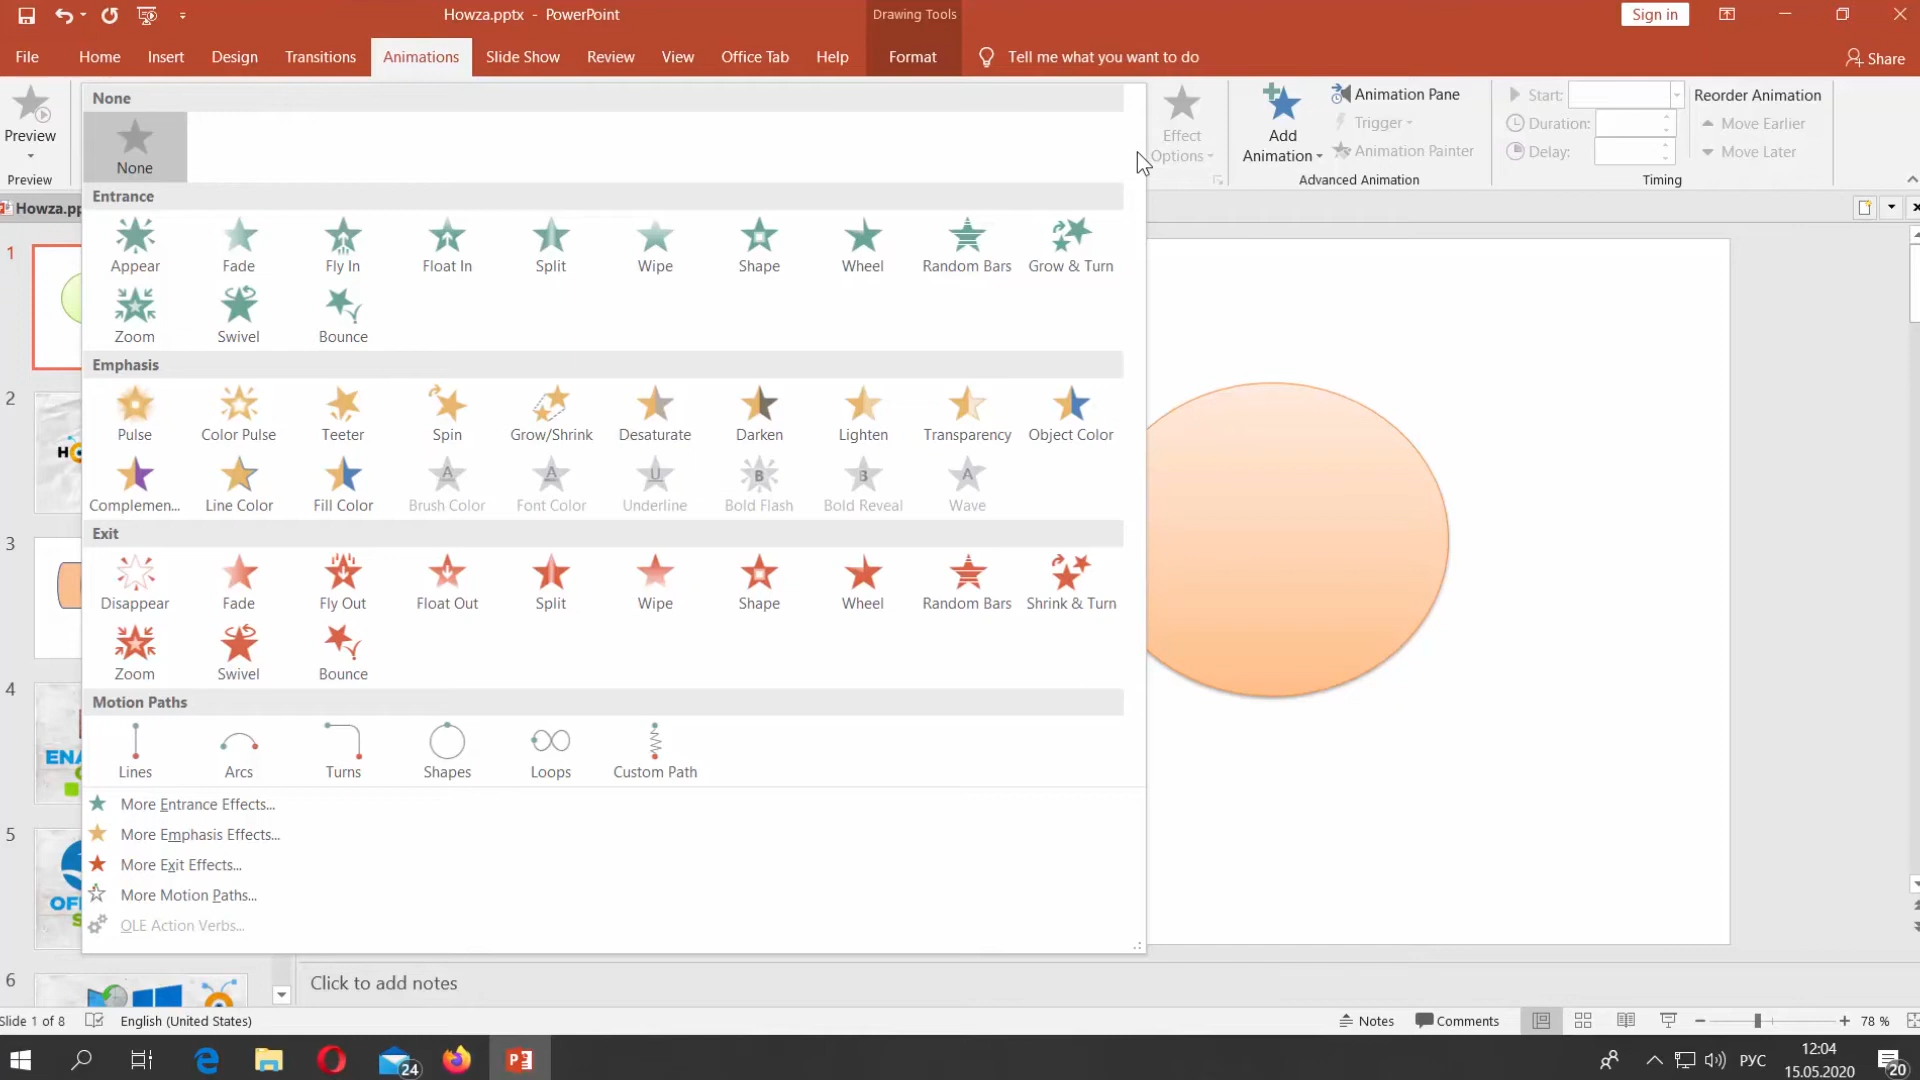 Howza.pptx - PowerPoint
Drawing Tools
Sign in
File Home Insert Design Transitions Animations Slide Show Review View Office Tab Help Format Tell me what you want to do Share
None
None
Preview
Preview
Effect Options
Add Animation
Animation Pane
Trigger
Animation Painter
Advanced Animation
Start:
Duration:
Delay:
Reorder Animation
Move Earlier
Move Later
Timing
Entrance
Appear Fade Fly In Float In Split Wipe Shape Wheel Random Bars Grow & Turn
Zoom Swivel Bounce
Emphasis
Pulse Color Pulse Teeter Spin Grow/Shrink Desaturate Darken Lighten Transparency Object Color
Complemen... Line Color Fill Color Brush Color Font Color Underline Bold Flash Bold Reveal Wave
Exit
Disappear Fade Fly Out Float Out Split Wipe Shape Wheel Random Bars Shrink & Turn
Zoom Swivel Bounce
Motion Paths
Lines Arcs Turns Shapes Loops Custom Path
More Entrance Effects...
More Emphasis Effects...
More Exit Effects...
More Motion Paths...
OLE Action Verbs...
1
2
3
4
5
6
Click to add notes
Slide 1 of 8 English (United States) Notes Comments 78 %
24
РУС
12:04
15.05.2020
20